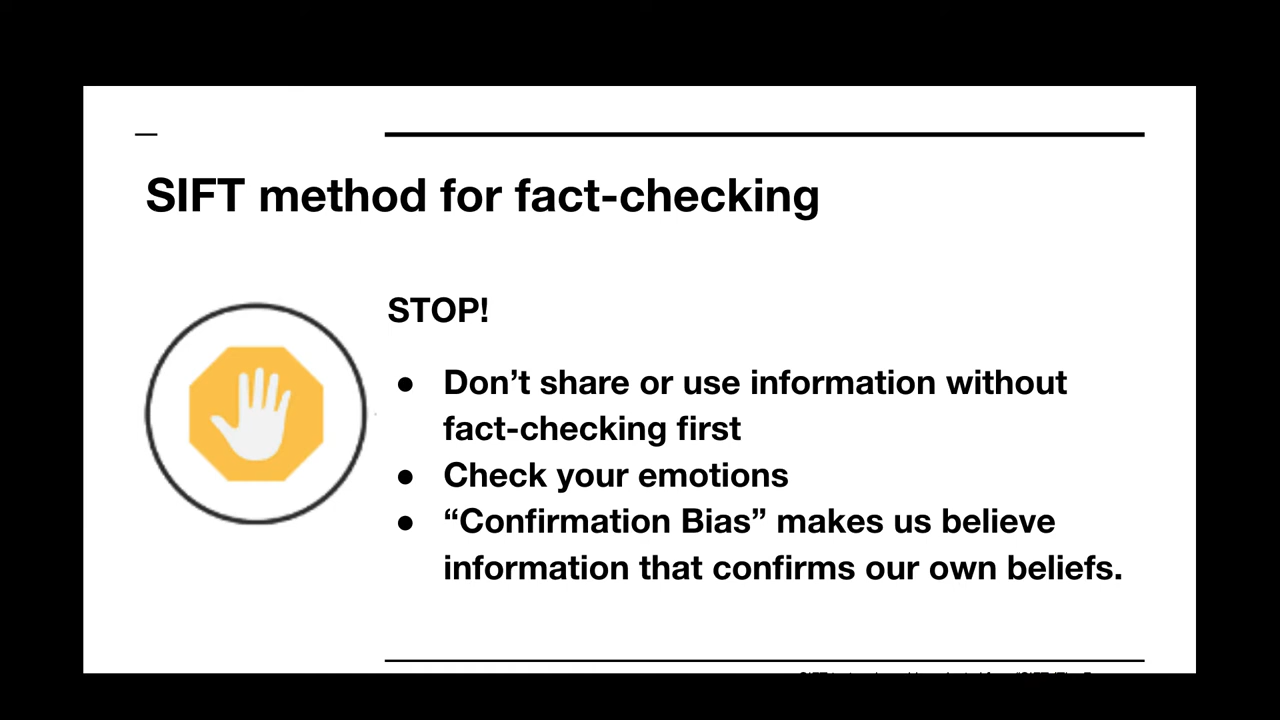 SIFT method for fact-checking
STOP!
● Don’t share or use information without
fact-checking first
● Check your emotions
● “Confirmation Bias” makes us believe
information that confirms our own beliefs.